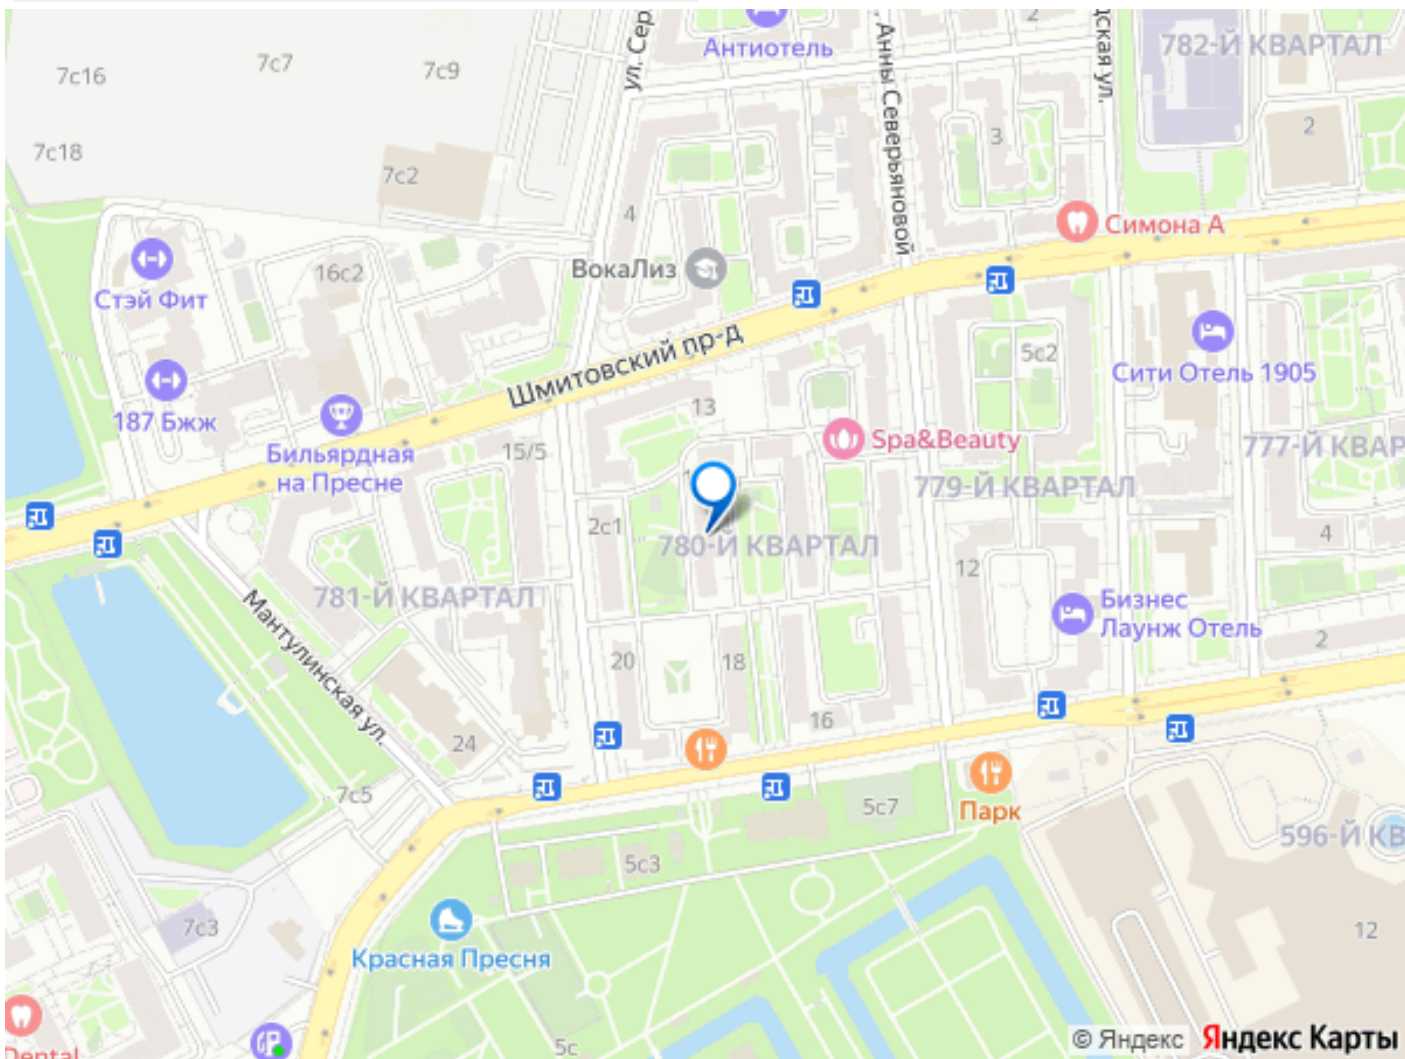 Антиотель
782-Й КВАРТАЛ
7с16
7с7
7с9
ул. Сер
Анны Северьяновой
дская ул.
2
2
3
7с18
7с2
4
Симона А
ВокаЛиз
16с2
Стэй Фит
Шмитовский пр-д
5с2
Сити Отель 1905
187 Бжж
13
Бильярдная
на Пресне
15/5
Spa&Beauty
777-Й КВАР
779-Й КВАРТАЛ
2с1
780-Й КВАРТАЛ
4
12
781-Й КВАРТАЛ
Бизнес
Лаунж Отель
Мантулинская ул.
20
18
2
16
24
7с5
5с7
Парк
596-Й КВ
5с3
7с3
12
Красная Пресня
Dental
5с
© Яндекс Яндекс Карты